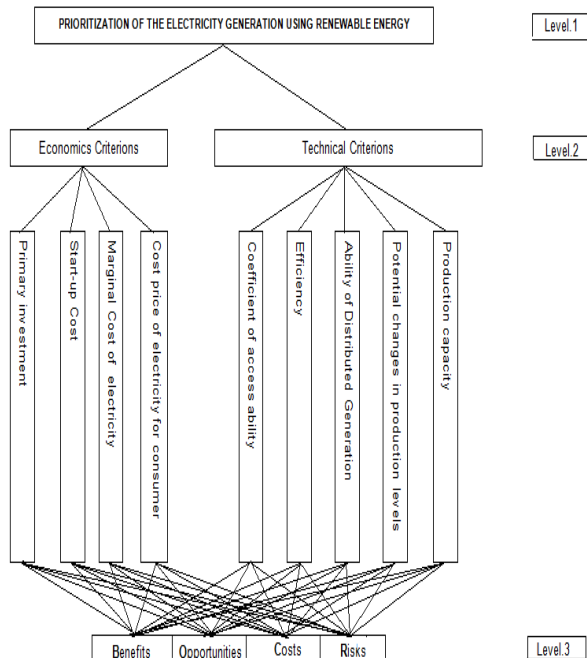 PRIORITIZATION OF THE ELECTRICITY GENERATION USING RENEWABLE ENERGY
Level.1
Economics Criterions
Technical Criterions
Level.2
Primary investment
Start-up Cost
Marginal Cost of electricity
Cost price of electricity for consumer
Coefficient of access ability
Efficiency
Ability of Distributed Generation
Potential changes in production levels
Production capacity
Benefits
Opportunities
Costs
Risks
Level.3